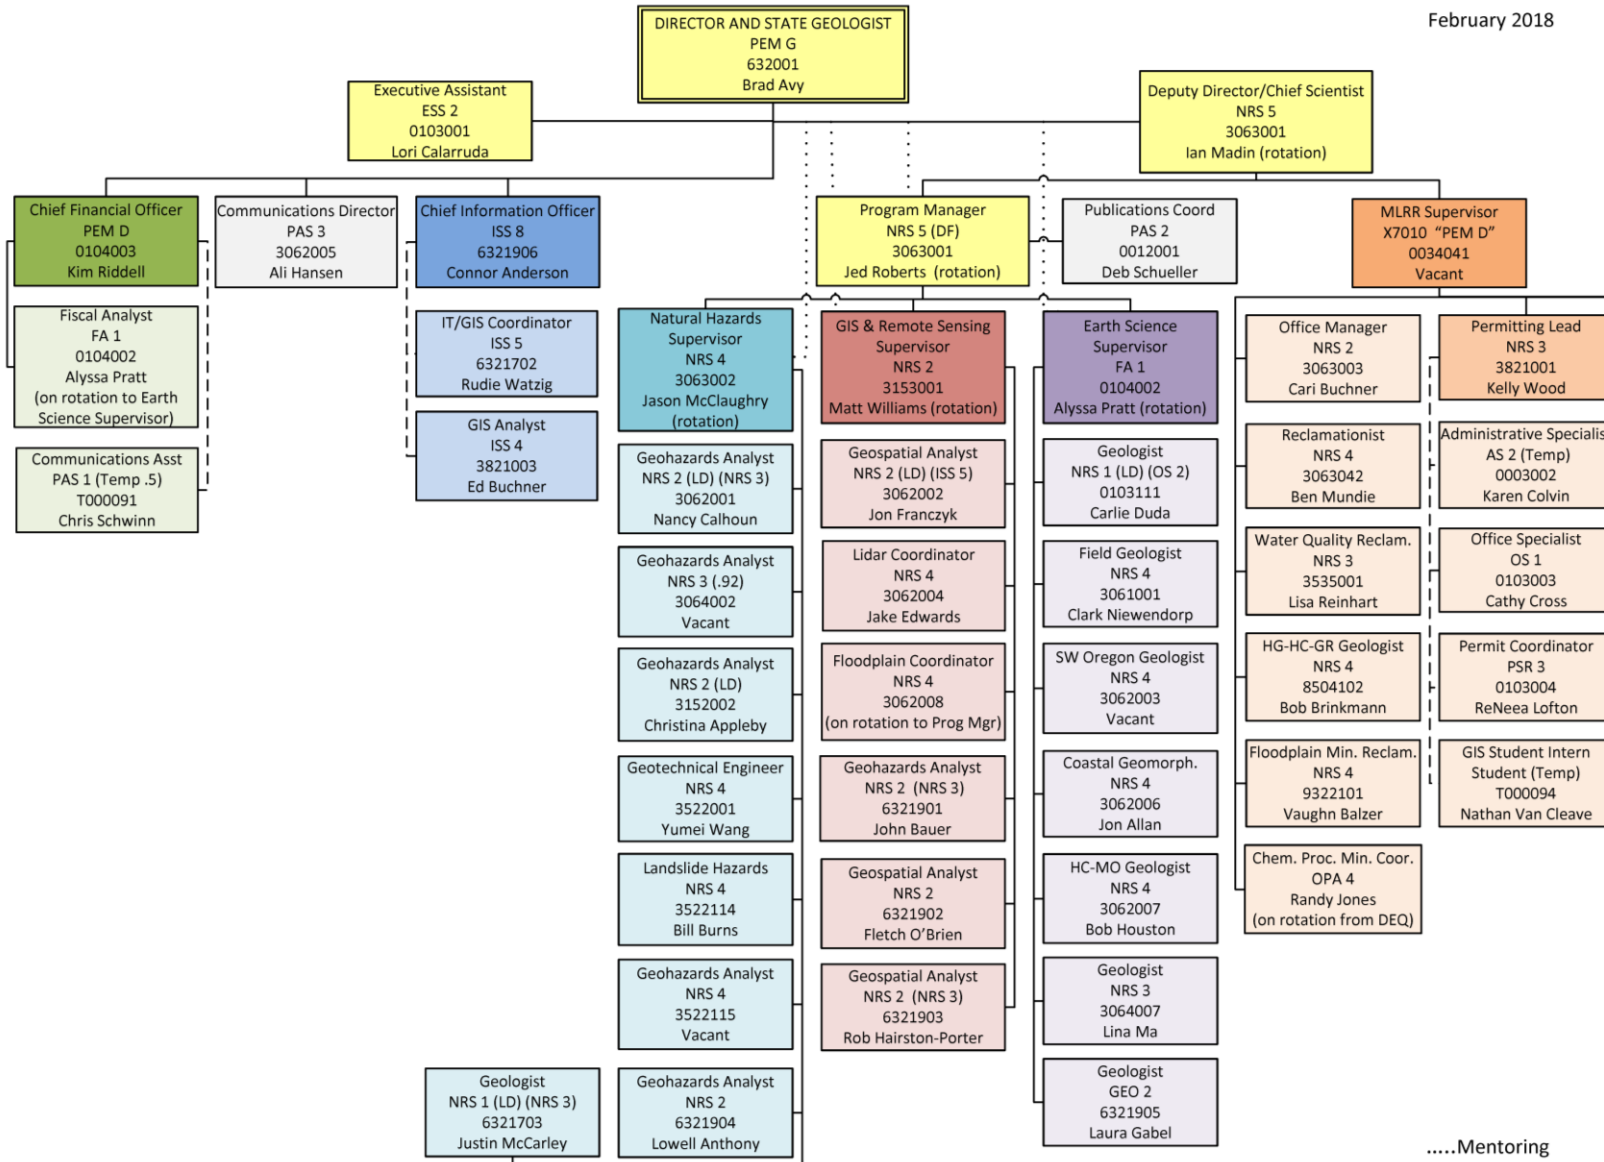 February 2018
DIRECTOR AND STATE GEOLOGIST
PEM G
632001
Brad Avy
Executive Assistant
ESS 2
0103001
Lori Calarruda
Deputy Director/Chief Scientist
NRS 5
3063001
Ian Madin (rotation)
Chief Financial Officer
PEM D
0104003
Kim Riddell
Communications Director
PAS 3
3062005
Ali Hansen
Chief Information Officer
ISS 8
6321906
Connor Anderson
Program Manager
NRS 5 (DF)
3063001
Jed Roberts (rotation)
Publications Coord
PAS 2
0012001
Deb Schueller
MLRR Supervisor
X7010 “PEM D”
0034041
Vacant
Fiscal Analyst
FA 1
0104002
Alyssa Pratt
(on rotation to Earth
Science Supervisor)
Communications Asst
PAS 1 (Temp .5)
T000091
Chris Schwinn
IT/GIS Coordinator
ISS 5
6321702
Rudie Watzig
GIS Analyst
ISS 4
3821003
Ed Buchner
Natural Hazards
Supervisor
NRS 4
3063002
Jason McClaughry
(rotation)
Geohazards Analyst
NRS 2 (LD) (NRS 3)
3062001
Nancy Calhoun
Geohazards Analyst
NRS 3 (.92)
3064002
Vacant
Geohazards Analyst
NRS 2 (LD)
3152002
Christina Appleby
Geotechnical Engineer
NRS 4
3522001
Yumei Wang
Landslide Hazards
NRS 4
3522114
Bill Burns
Geohazards Analyst
NRS 4
3522115
Vacant
Geologist
NRS 1 (LD) (NRS 3)
6321703
Justin McCarley
Geohazards Analyst
NRS 2
6321904
Lowell Anthony
GIS & Remote Sensing
Supervisor
NRS 2
3153001
Matt Williams (rotation)
Geospatial Analyst
NRS 2 (LD) (ISS 5)
3062002
Jon Franczyk
Lidar Coordinator
NRS 4
3062004
Jake Edwards
Floodplain Coordinator
NRS 4
3062008
(on rotation to Prog Mgr)
Geohazards Analyst
NRS 2 (NRS 3)
6321901
John Bauer
Geospatial Analyst
NRS 2
6321902
Fletch O’Brien
Geospatial Analyst
NRS 2 (NRS 3)
6321903
Rob Hairston-Porter
Earth Science
Supervisor
FA 1
0104002
Alyssa Pratt (rotation)
Geologist
NRS 1 (LD) (OS 2)
0103111
Carlie Duda
Field Geologist
NRS 4
3061001
Clark Niewendorp
SW Oregon Geologist
NRS 4
3062003
Vacant
Coastal Geomorph.
NRS 4
3062006
Jon Allan
HC-MO Geologist
NRS 4
3062007
Bob Houston
Geologist
NRS 3
3064007
Lina Ma
Geologist
GEO 2
6321905
Laura Gabel
Office Manager
NRS 2
3063003
Cari Buchner
Reclamationist
NRS 4
3063042
Ben Mundie
Water Quality Reclam.
NRS 3
3535001
Lisa Reinhart
HG-HC-GR Geologist
NRS 4
8504102
Bob Brinkmann
Floodplain Min. Reclam.
NRS 4
9322101
Vaughn Balzer
Chem. Proc. Min. Coor.
OPA 4
Randy Jones
(on rotation from DEQ)
Permitting Lead
NRS 3
3821001
Kelly Wood
Administrative Specialis
AS 2 (Temp)
0003002
Karen Colvin
Office Specialist
OS 1
0103003
Cathy Cross
Permit Coordinator
PSR 3
0103004
ReNeea Lofton
GIS Student Intern
Student (Temp)
T000094
Nathan Van Cleave
.....Mentoring